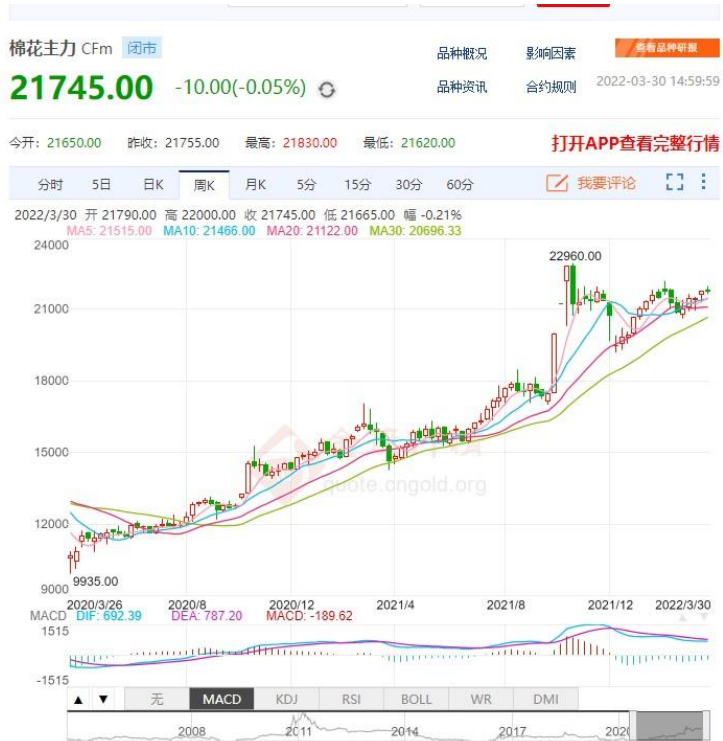 棉花主力 CFm 闭市
品种概况 影响因素 查看品种研报
21745.00 -10.00(-0.05%)
品种资讯 合约规则 2022-03-30 14:59:59
今开: 21650.00 昨收: 21755.00 最高: 21830.00 最低: 21620.00 打开APP查看完整行情
分时 5日 日K 周K 月K 5分 15分 30分 60分 我要评论
2022/3/30 开 21790.00 高 22000.00 收 21745.00 低 21665.00 幅 -0.21%
MA5: 21515.00 MA10: 21466.00 MA20: 21122.00 MA30: 20696.33
24000
22960.00
21000
18000
15000
quote.cngold.org
12000
9935.00
9000
2020/3/26 2020/8 2020/12 2021/4 2021/8 2021/12 2022/3/30
MACD DIF: 692.39 DEA: 787.20 MACD: -189.62
1515
-1515
▲ ▼ 无 MACD KDJ RSI BOLL WR DMI
2008 2011 2014 2017 2020